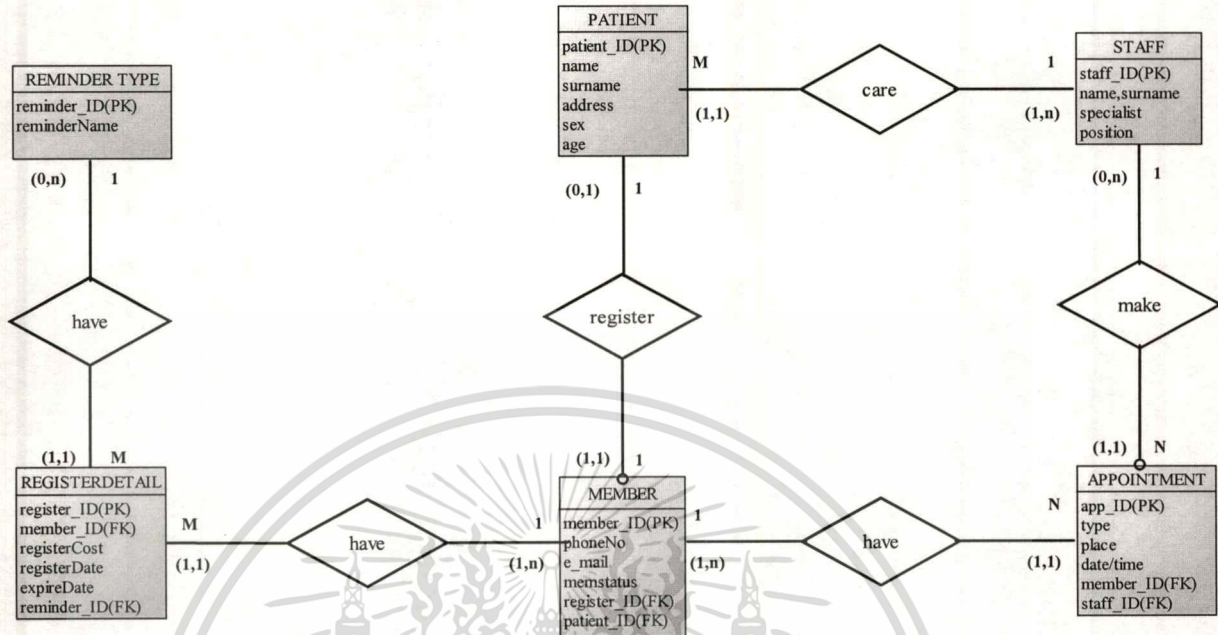 REMINDER TYPE
reminder_ID(PK)
reminderName
(0,n) 1
have
(1,1) M
REGISTERDETAIL
register_ID(PK)
member_ID(FK)
registerCost
registerDate
expireDate
reminder_ID(FK)
M
(1,1)
have
1
(1,n)
PATIENT
patient_ID(PK)
name
surname
address
sex
age
M
(1,1)
care
1
(1,n)
STAFF
staff_ID(PK)
name,surname
specialist
position
(0,1) 1
register
(1,1) 1
MEMBER
member_ID(PK)
phoneNo
e_mail
memstatus
register_ID(FK)
patient_ID(FK)
1
(1,n)
have
N
(1,1)
(0,n) 1
make
(1,1) N
APPOINTMENT
app_ID(PK)
type
place
date/time
member_ID(FK)
staff_ID(FK)